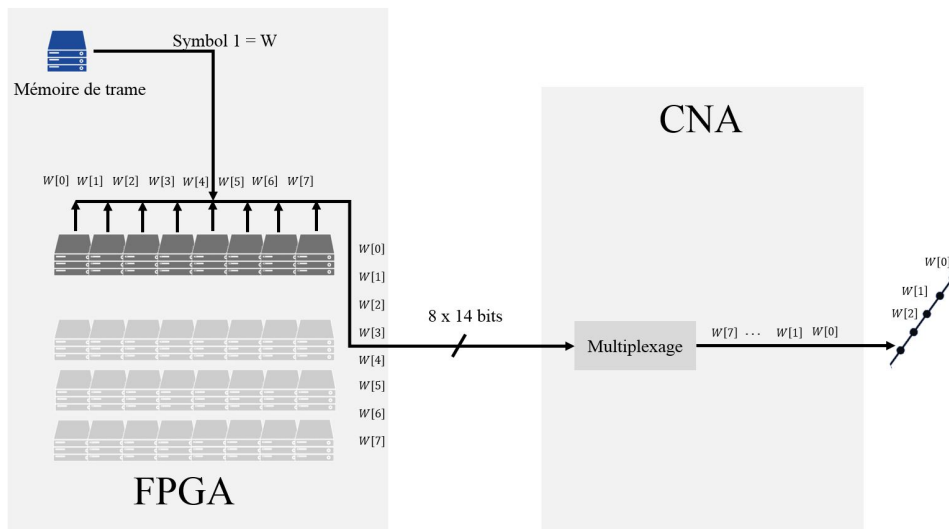 Symbol 1 = W
Mémoire de trame
W[0] W[1] W[2] W[3] W[4] W[5] W[6] W[7]
W[0]
W[1]
W[2]
W[3]
W[4]
W[5]
W[6]
W[7]
FPGA
8 x 14 bits
CNA
Multiplexage
W[7] ... W[1] W[0]
W[0]
W[1]
W[2]